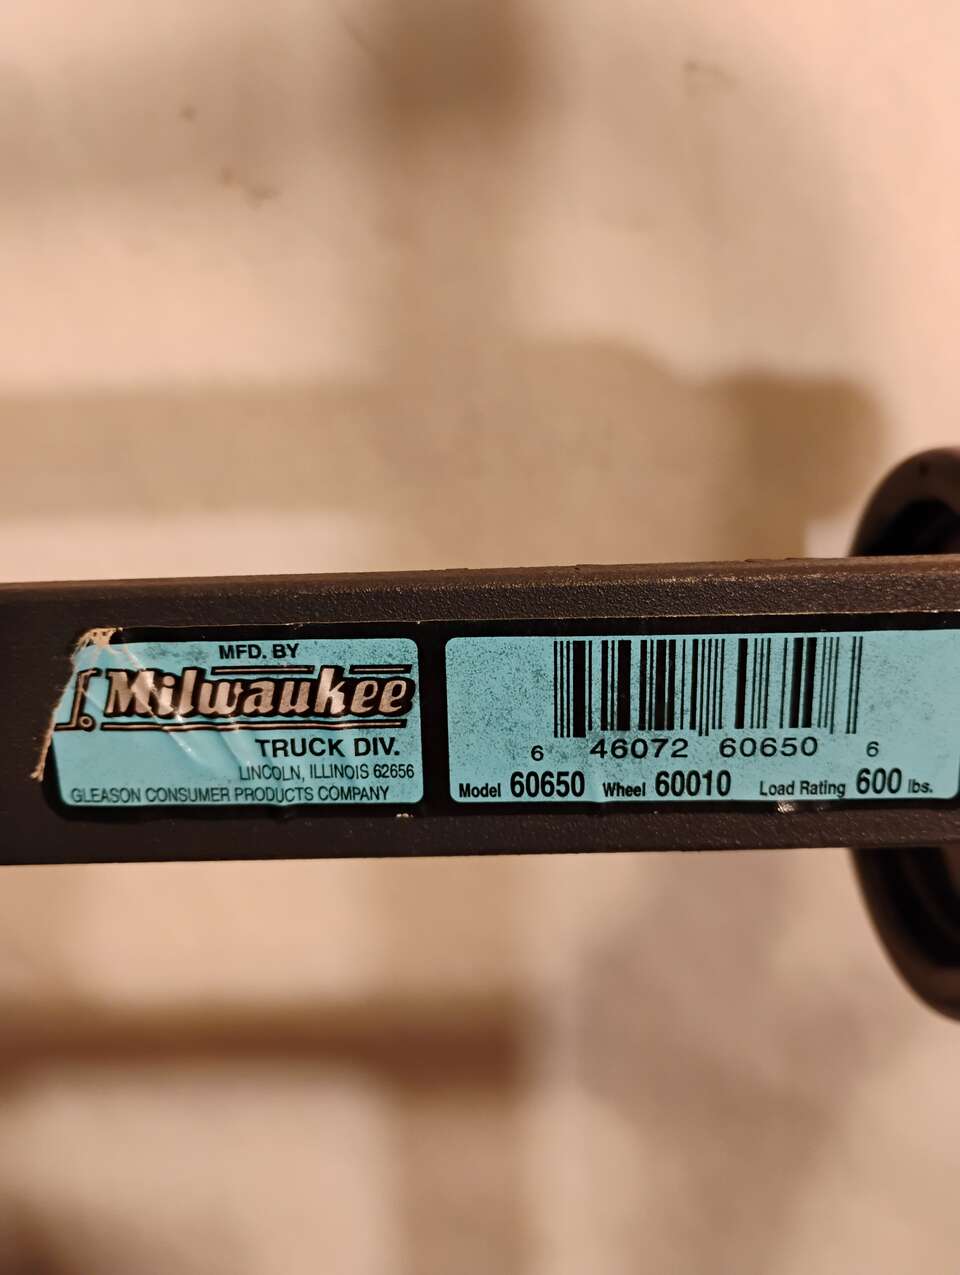 MFD. BY
Milwaukee
TRUCK DIV.
LINCOLN, ILLINOIS 62656
GLEASON CONSUMER PRODUCTS COMPANY
6 46072 60650 6
Model 60650 Wheel 60010 Load Rating 600 lbs.